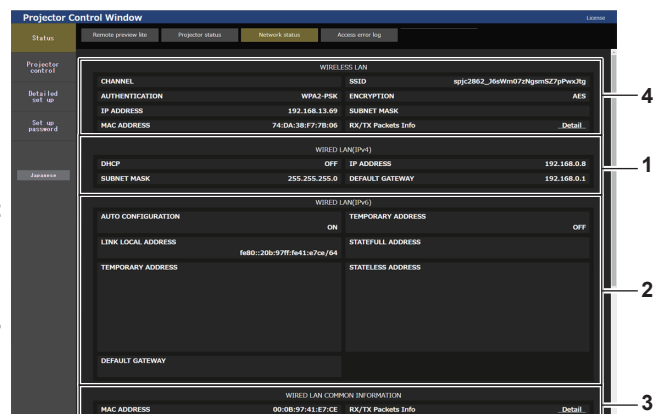 Projector Control Window
License
Status
Remote preview lite
Projector status
Network status
Access error log
Projector
control
Detailed
set up
Set up
password
Japanese
WIRELESS LAN
CHANNEL
SSID spjc2862_J6sWm07zNgsmSZ7pPwxJtg
AUTHENTICATION WPA2-PSK
ENCRYPTION AES
IP ADDRESS 192.168.13.69
SUBNET MASK
MAC ADDRESS 74:DA:38:F7:7B:06
RX/TX Packets Info Detail
4
WIRED LAN(IPv4)
DHCP OFF
IP ADDRESS 192.168.0.8
SUBNET MASK 255.255.255.0
DEFAULT GATEWAY 192.168.0.1
1
WIRED LAN(IPv6)
AUTO CONFIGURATION
ON
TEMPORARY ADDRESS
OFF
LINK LOCAL ADDRESS
fe80::20b:97ff:fe41:e7ce/64
STATEFULL ADDRESS
TEMPORARY ADDRESS
STATELESS ADDRESS
DEFAULT GATEWAY
2
WIRED LAN COMMON INFORMATION
MAC ADDRESS 00:0B:97:41:E7:CE
RX/TX Packets Info Detail
3